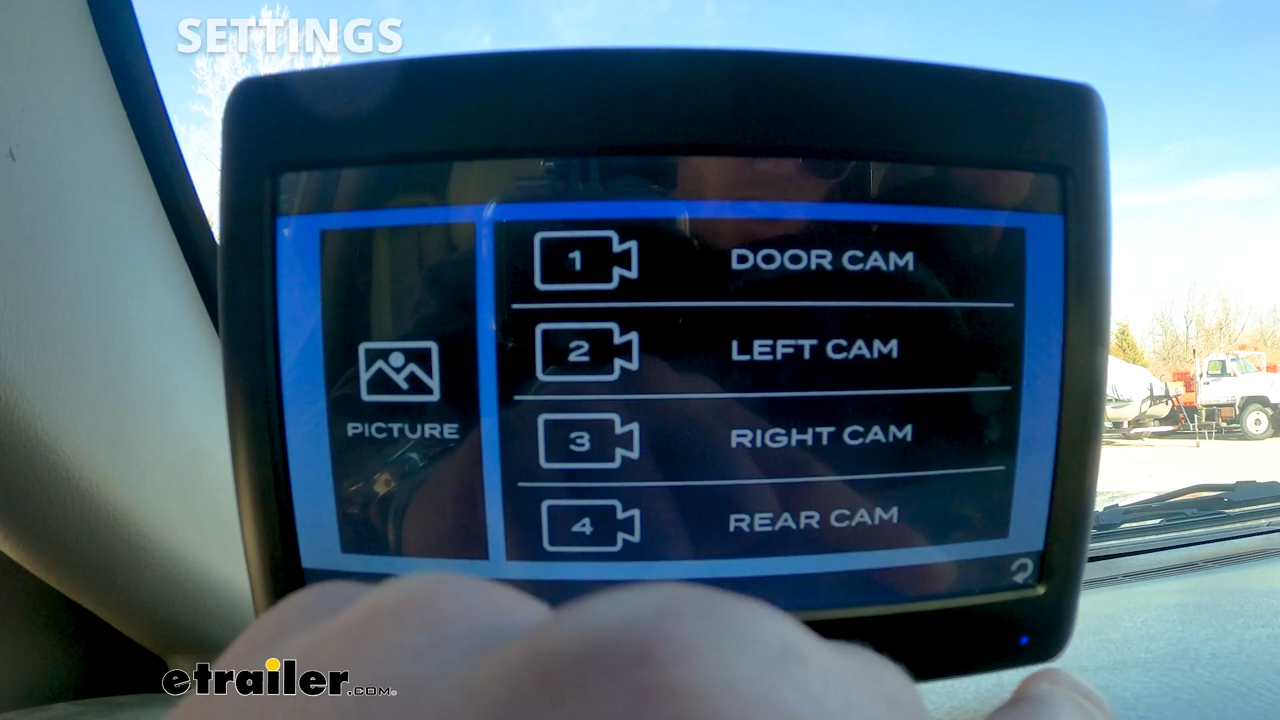 SETTINGS
1 DOOR CAM
2 LEFT CAM
PICTURE
3 RIGHT CAM
4 REAR CAM
etrailer.com